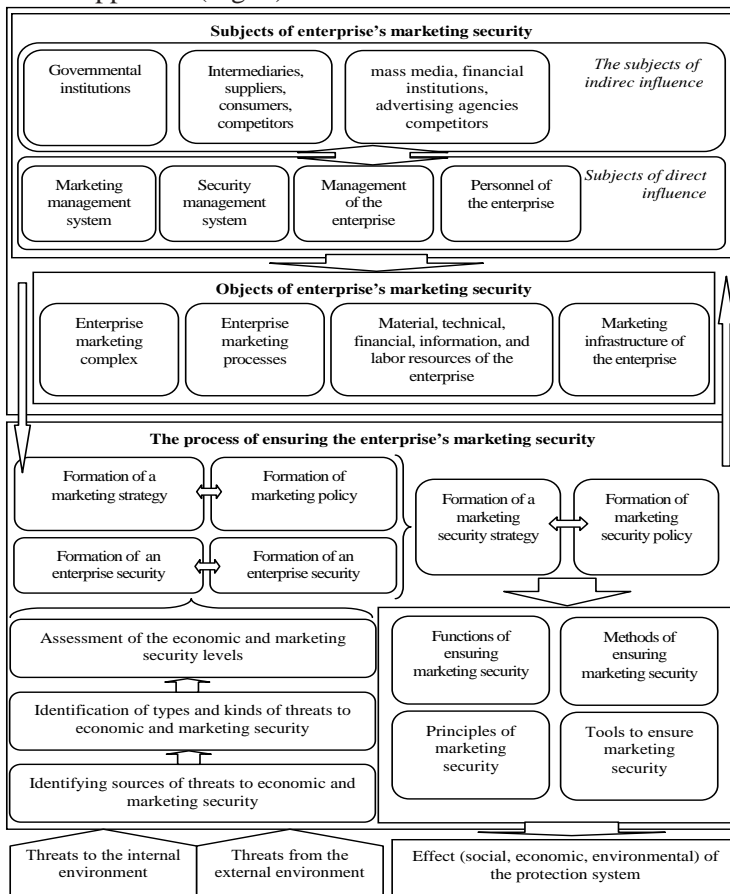 Subjects of enterprise's marketing security
Governmental
institutions
Intermediaries,
suppliers,
consumers,
competitors
mass media, financial
institutions,
advertising agencies
competitors
The subjects of
indirec influence
Marketing
management
system
Security
management
system
Management
of the
enterprise
Personnel of
the enterprise
Subjects of direct
influence
Objects of enterprise's marketing security
Enterprise
marketing
complex
Enterprise
marketing
processes
Material, technical,
financial, information, and
labor resources of the
enterprise
Marketing
infrastructure of
the enterprise
The process of ensuring the enterprise's marketing security
Formation of a
marketing strategy
Formation of
marketing policy
Formation of an
enterprise security
Formation of an
enterprise security
Formation of a
marketing
security strategy
Formation of
marketing
security policy
Assessment of the economic and marketing
security levels
Identification of types and kinds of threats to
economic and marketing security
Identifying sources of threats to economic and
marketing security
Functions of
ensuring
marketing security
Methods of
ensuring
marketing security
Principles of
marketing
security
Tools to ensure
marketing
security
Threats to the internal
environment
Threats from the
external environment
Effect (social, economic, environmental) of
the protection system